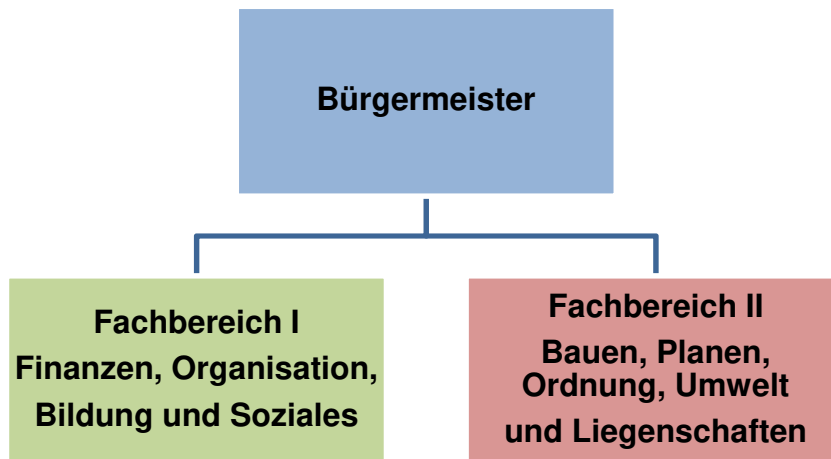 Bürgermeister
Fachbereich I
Finanzen, Organisation,
Bildung und Soziales
Fachbereich II
Bauen, Planen,
Ordnung, Umwelt
und Liegenschaften